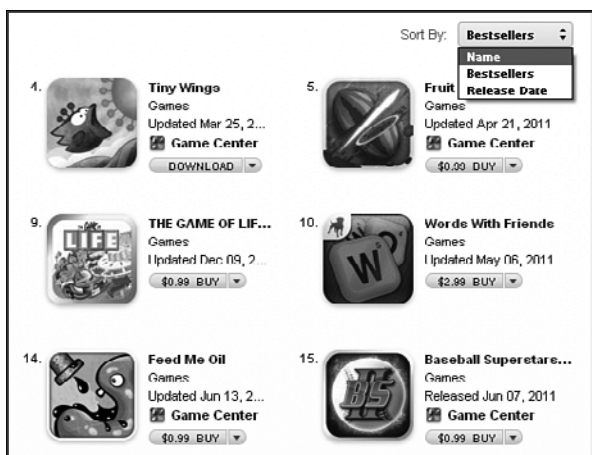 Sort By: Bestsellers
Name
Bestsellers
Release Date
4. Tiny Wings
Games
Updated Mar 25, 2...
Game Center
DOWNLOAD
5. Fruit
Games
Updated Apr 21, 2011
Game Center
$0.99 BUY
9. THE GAME OF LIF...
Games
Updated Dec 09, 2...
$0.99 BUY
LIFE
10. Words With Friends
Games
Updated May 06, 2011
$2.99 BUY
W
14. Feed Me Oil
Games
Updated Jun 13, 2...
Game Center
$0.99 BUY
15. Baseball Superstars...
Games
Released Jun 07, 2011
Game Center
$0.99 BUY
BS
II